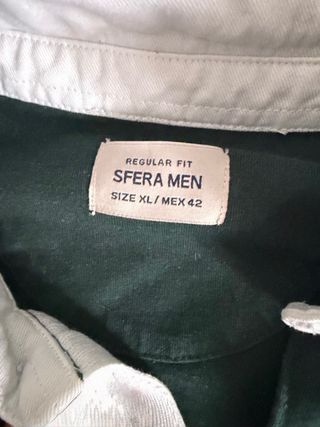 REGULAR FIT
SFERA MEN
SIZE XL / MEX 42